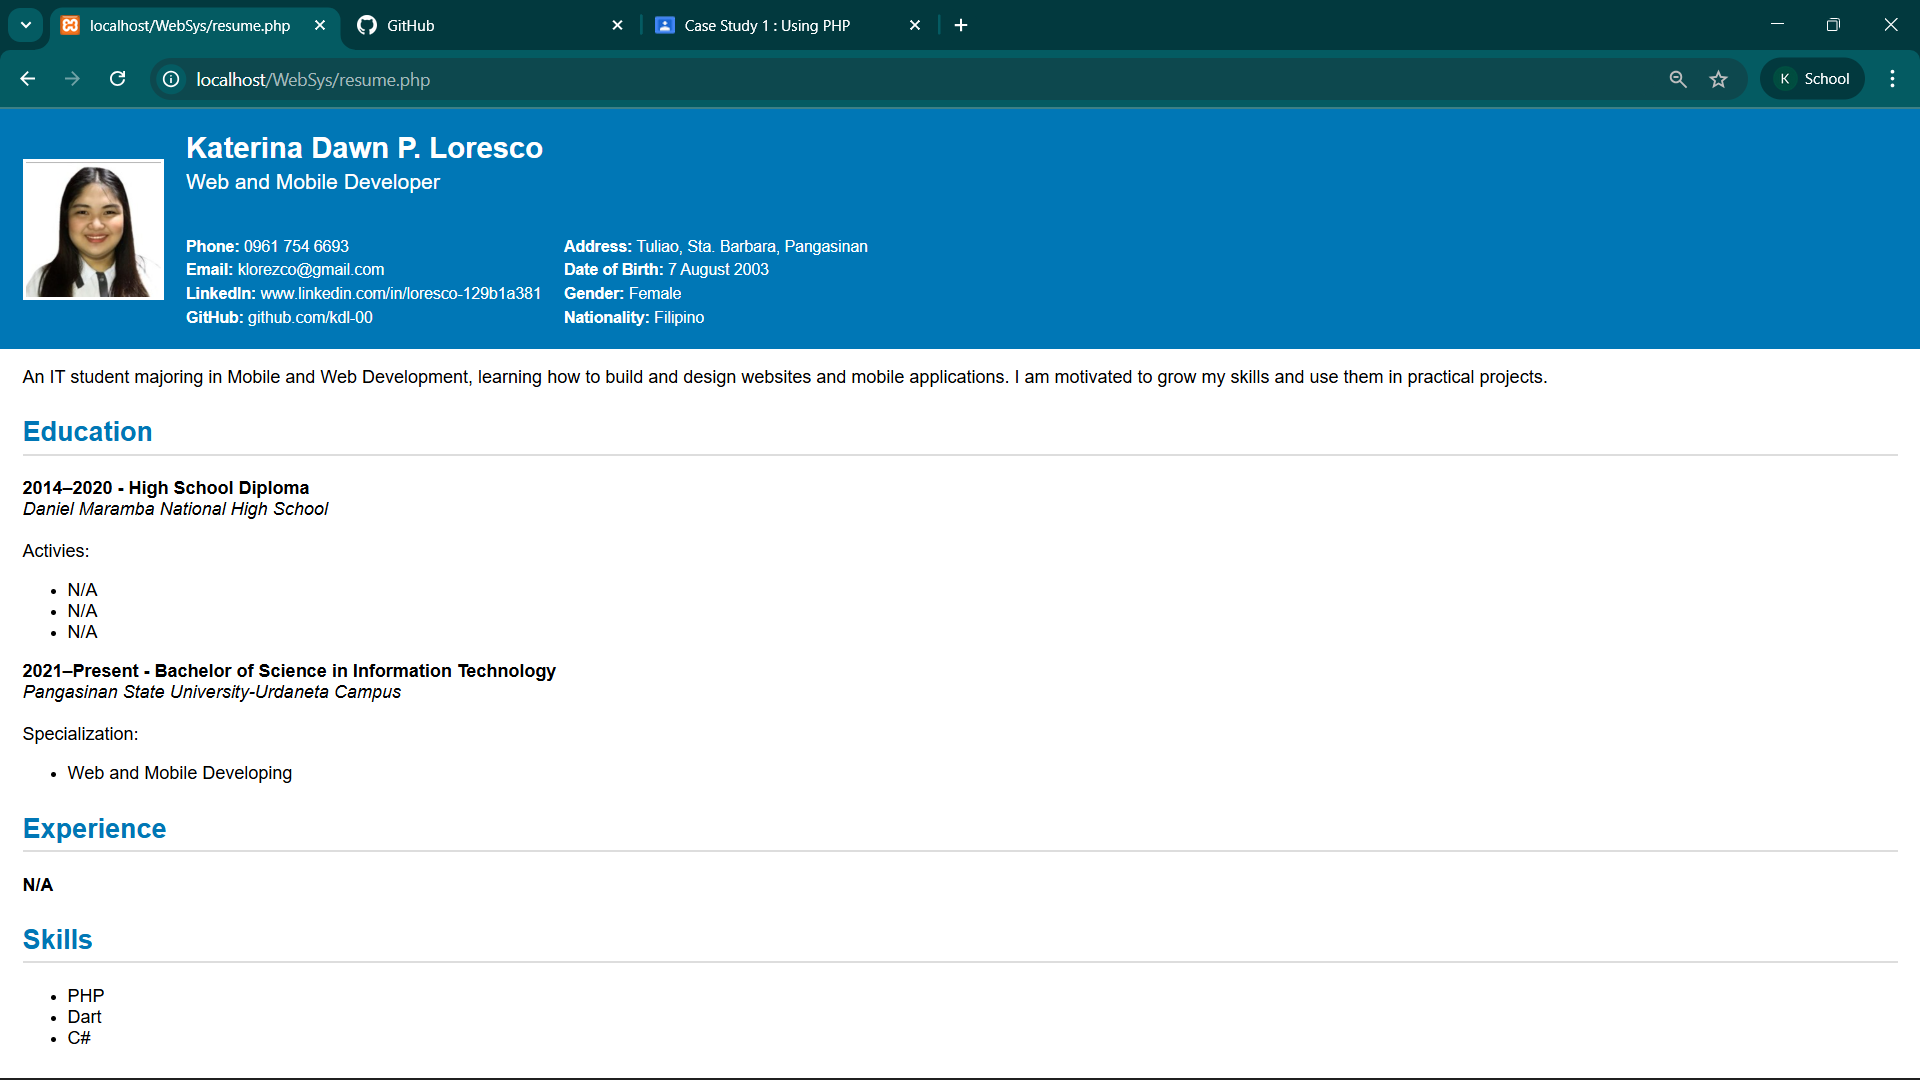 localhost/WebSys/resume.php
GitHub
Case Study 1 : Using PHP
localhost/WebSys/resume.php
K School
Katerina Dawn P. Loresco
Web and Mobile Developer
Phone: 0961 754 6693
Email: klorezco@gmail.com
LinkedIn: www.linkedin.com/in/loresco-129b1a381
GitHub: github.com/kdl-00
Address: Tuliao, Sta. Barbara, Pangasinan
Date of Birth: 7 August 2003
Gender: Female
Nationality: Filipino
An IT student majoring in Mobile and Web Development, learning how to build and design websites and mobile applications. I am motivated to grow my skills and use them in practical projects.
Education
2014–2020 - High School Diploma
Daniel Maramba National High School
Activies:
• N/A
• N/A
• N/A
2021–Present - Bachelor of Science in Information Technology
Pangasinan State University-Urdaneta Campus
Specialization:
• Web and Mobile Developing
Experience
N/A
Skills
• PHP
• Dart
• C#